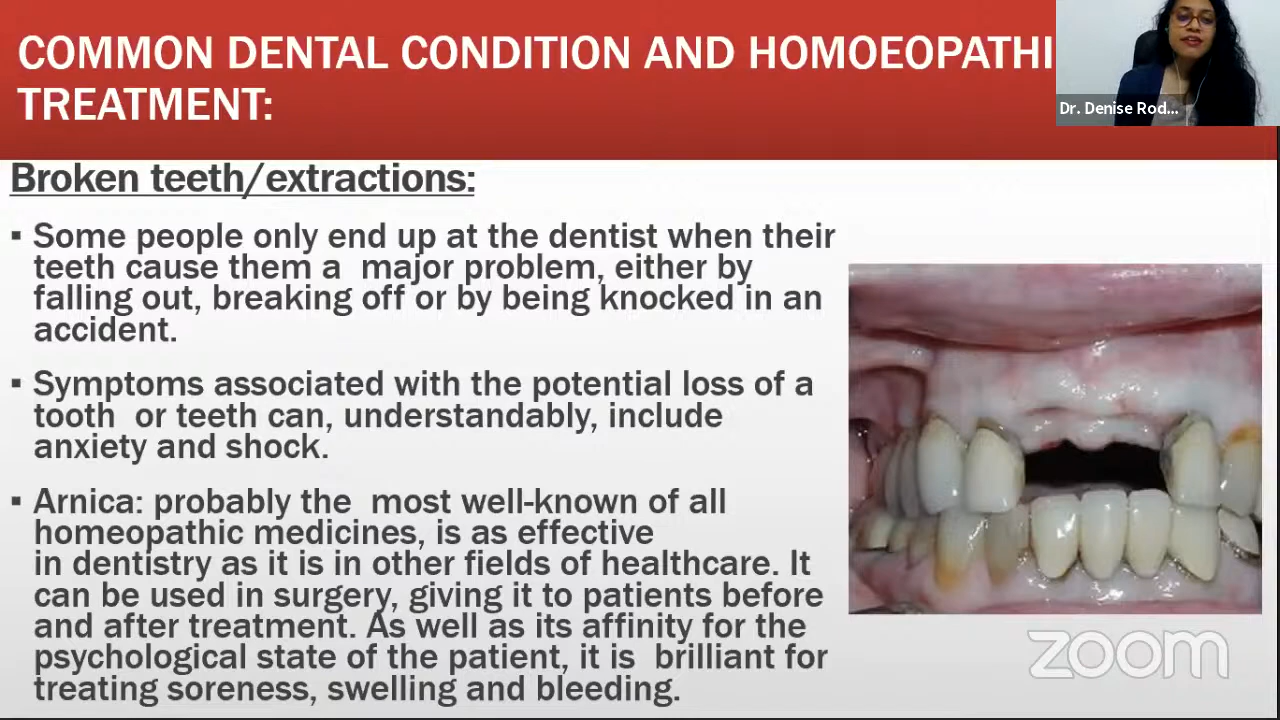 COMMON DENTAL CONDITION AND HOMOEOPATHI
TREATMENT:
Dr. Denise Rod...
Broken teeth/extractions:
▪ Some people only end up at the dentist when their
teeth cause them a major problem, either by
falling out, breaking off or by being knocked in an
accident.
▪ Symptoms associated with the potential loss of a
tooth or teeth can, understandably, include
anxiety and shock.
▪ Arnica: probably the most well-known of all
homeopathic medicines, is as effective
in dentistry as it is in other fields of healthcare. It
can be used in surgery, giving it to patients before
and after treatment. As well as its affinity for the
psychological state of the patient, it is brilliant for
treating soreness, swelling and bleeding.
zoom